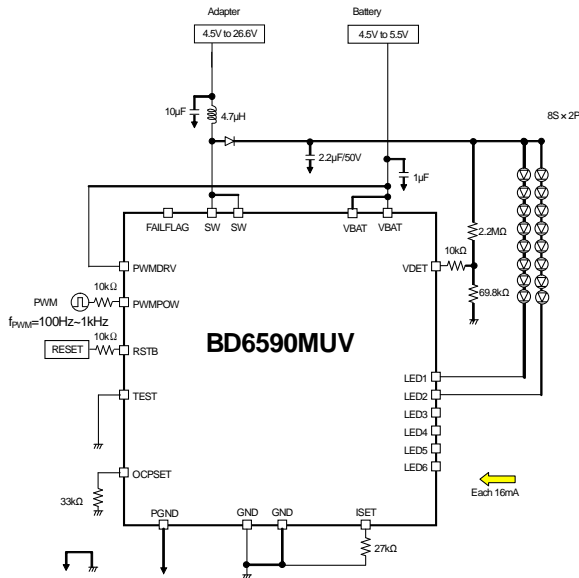 Adapter
Battery
4.5V to 26.6V
4.5V to 5.5V
10µF
4.7µH
8S × 2P
2.2µF/50V
1µF
FAILFLAG
SW
SW
VBAT
VBAT
2.2MΩ
PWMDRV
10kΩ
VDET
10kΩ
69.8kΩ
PWM
PWMPOW
fPWM=100Hz~1kHz
10kΩ
RESET
RSTB
BD6590MUV
LED1
TEST
LED2
LED3
LED4
LED5
OCPSET
LED6
33kΩ
Each 16mA
PGND
GND
GND
ISET
27kΩ